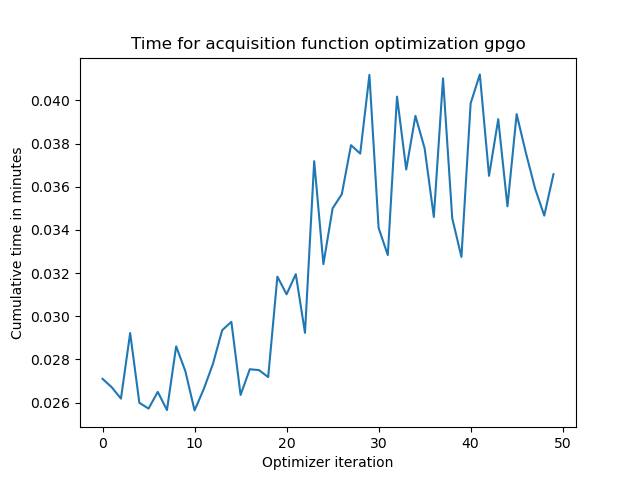 Time for acquisition function optimization gpgo
Cumulative time in minutes
0.040
0.038
0.036
0.034
0.032
0.030
0.028
0.026
0 10 20 30 40 50
Optimizer iteration